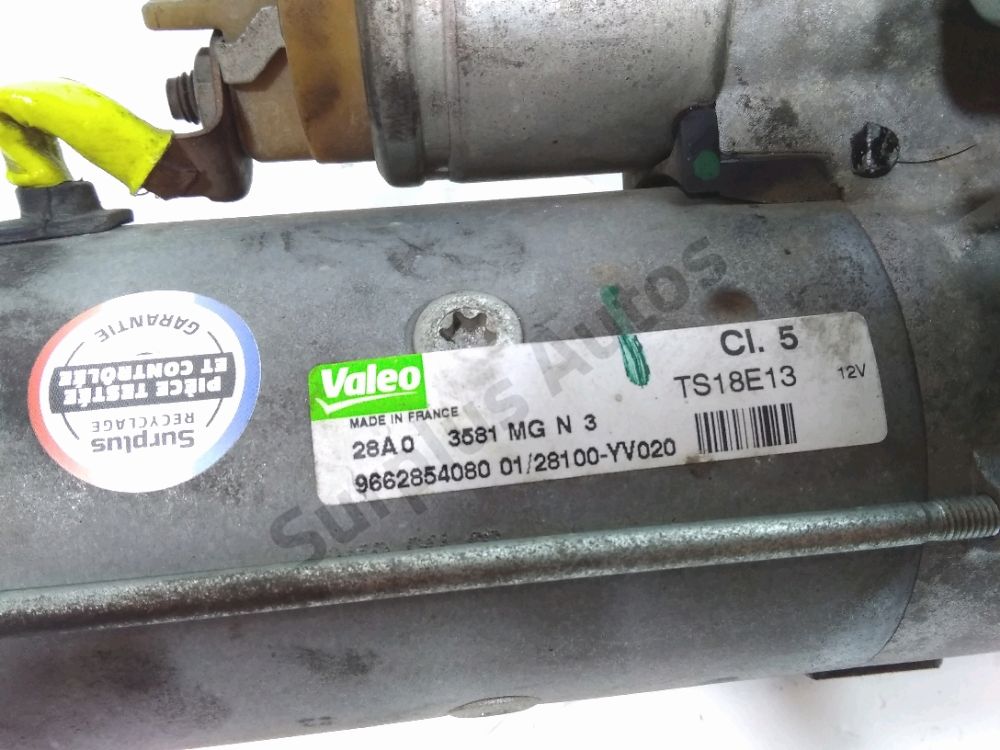 Valeo
MADE IN FRANCE
28A0 3581 MG N 3
9662854080 01/28100-YV020
Cl. 5
TS18E13 12V
Surplus
RECYCLAGE
PIÈCE TESTÉE
ET CONTRÔLÉE
GARANTIE
Surplus Autos